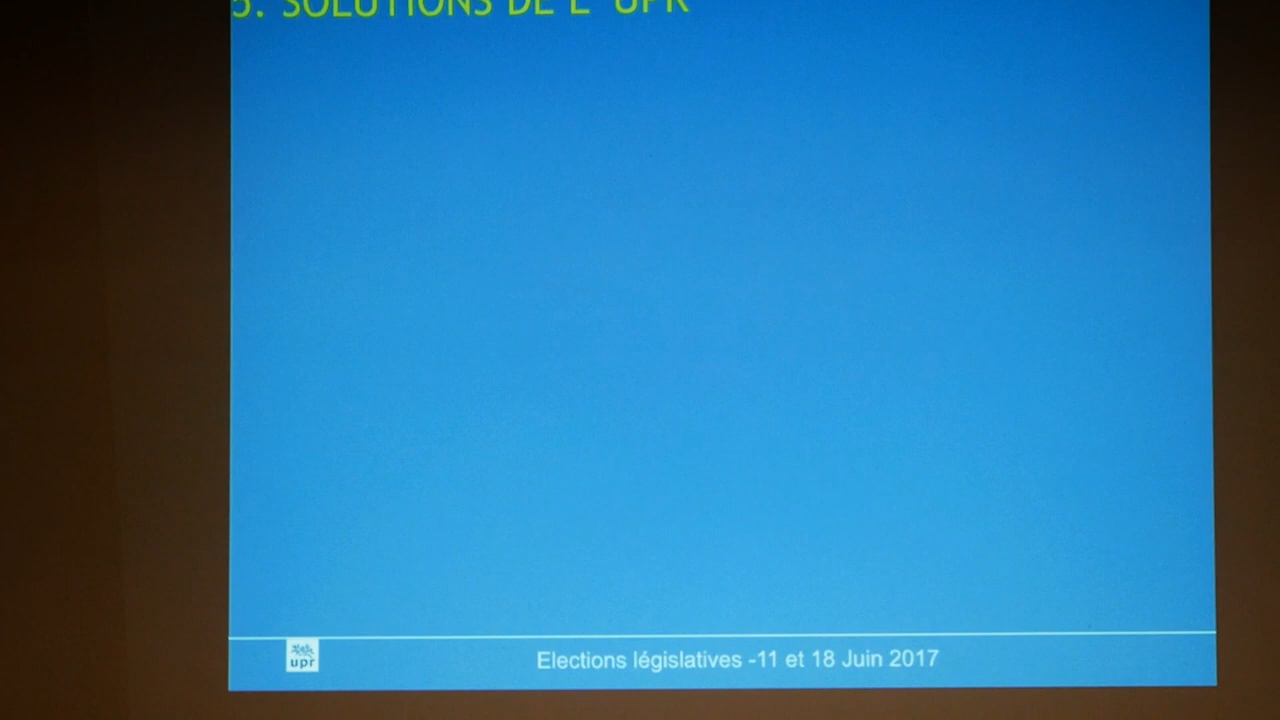 5. SOLUTIONS DE L' UPR
upr
Elections législatives -11 et 18 Juin 2017